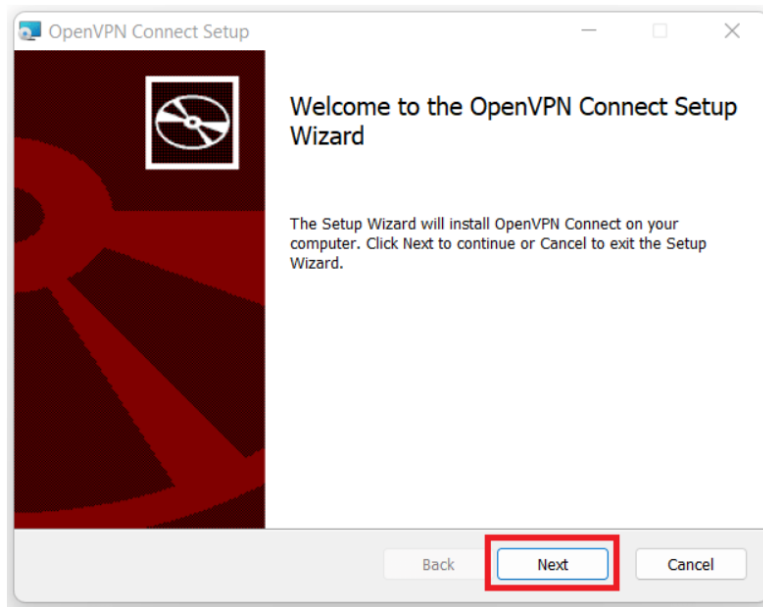 OpenVPN Connect Setup
Welcome to the OpenVPN Connect Setup
Wizard
The Setup Wizard will install OpenVPN Connect on your
computer. Click Next to continue or Cancel to exit the Setup
Wizard.
Back
Next
Cancel